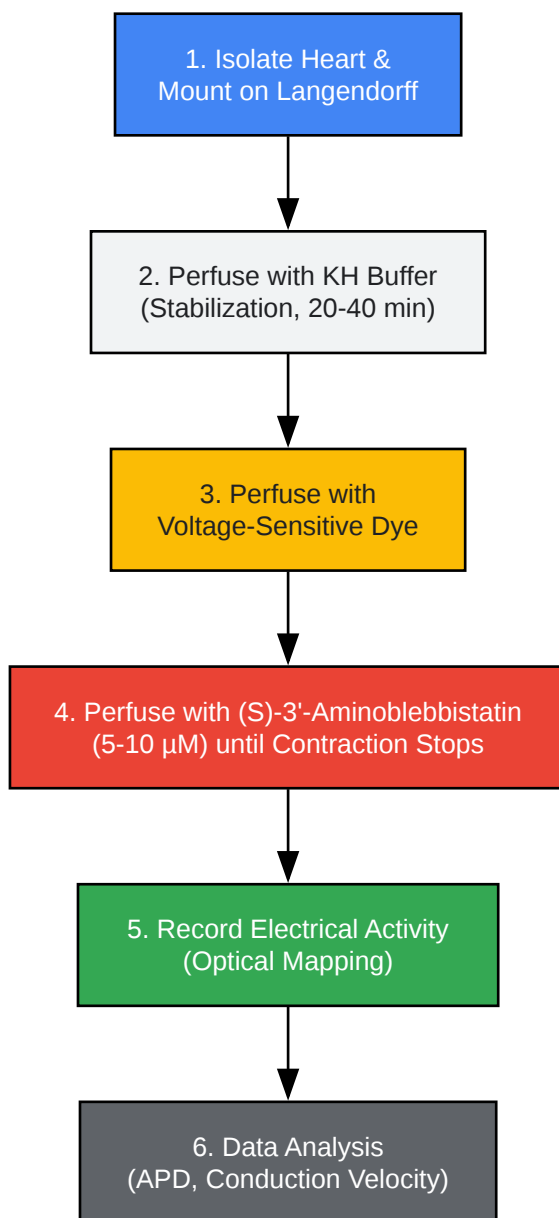 1. Isolate Heart &
Mount on Langendorff
2. Perfuse with KH Buffer
(Stabilization, 20-40 min)
3. Perfuse with
Voltage-Sensitive Dye
4. Perfuse with (S)-3'-Aminoblebbistatin
(5-10 µM) until Contraction Stops
5. Record Electrical Activity
(Optical Mapping)
6. Data Analysis
(APD, Conduction Velocity)